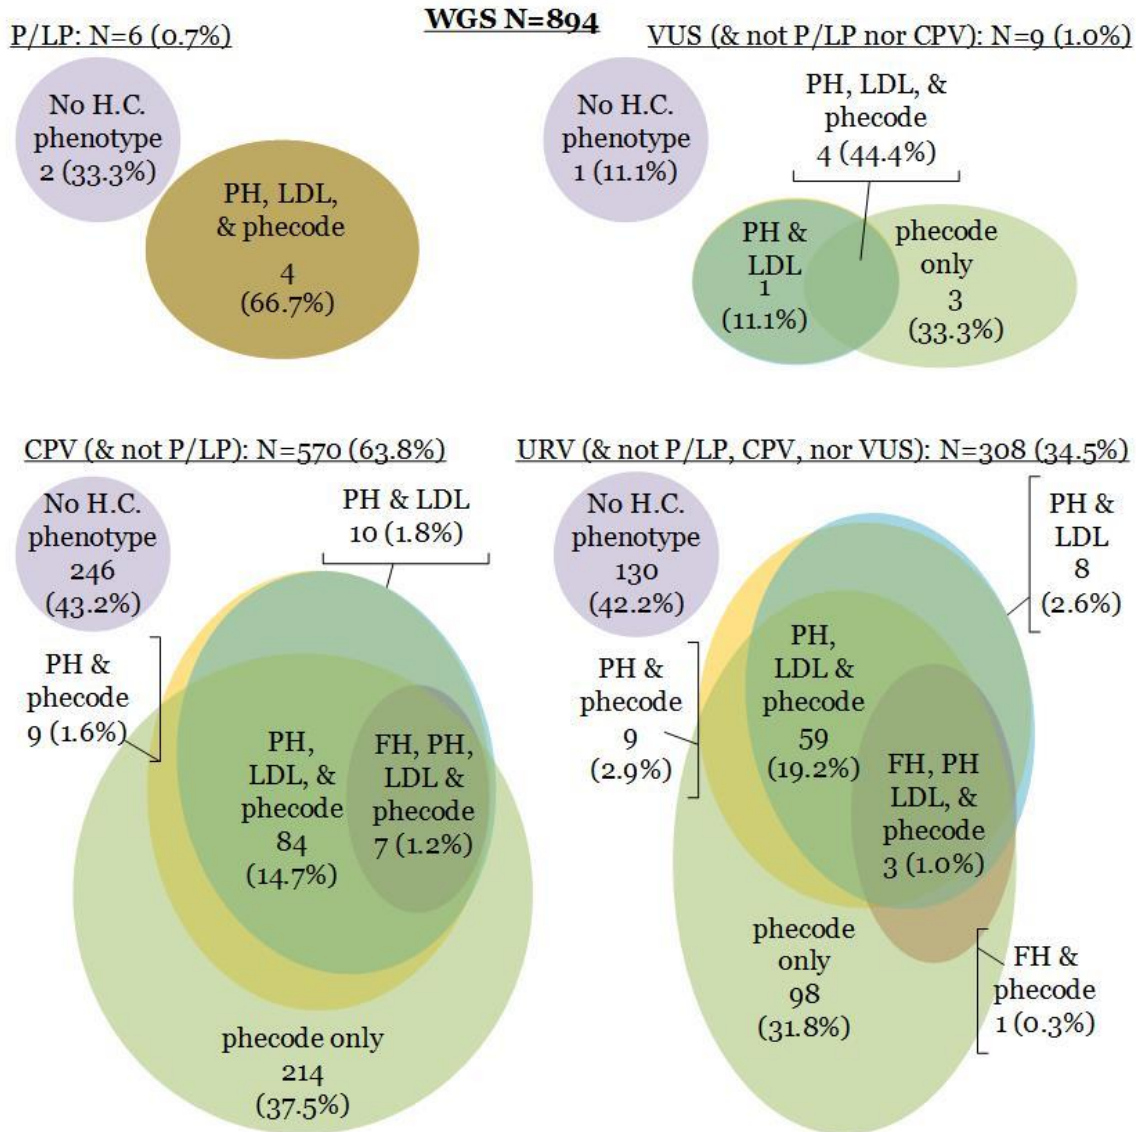 WGS N=894
P/LP: N=6 (0.7%)
No H.C.
phenotype
2 (33.3%)
PH, LDL,
& phecode
4
(66.7%)
VUS (& not P/LP nor CPV): N=9 (1.0%)
No H.C.
phenotype
1 (11.1%)
PH, LDL, &
phecode
4 (44.4%)
PH &
LDL
1
(11.1%)
phecode
only
3
(33.3%)
CPV (& not P/LP): N=570 (63.8%)
No H.C.
phenotype
246
(43.2%)
PH & LDL
10 (1.8%)
PH &
phecode
9 (1.6%)
PH,
LDL, &
phecode
84
(14.7%)
FH, PH,
LDL &
phecode
7 (1.2%)
phecode only
214
(37.5%)
URV (& not P/LP, CPV, nor VUS): N=308 (34.5%)
No H.C.
phenotype
130
(42.2%)
PH &
LDL
8
(2.6%)
PH &
phecode
9
(2.9%)
PH,
LDL &
phecode
59
(19.2%)
FH, PH
LDL, &
phecode
3 (1.0%)
phecode
only
98
(31.8%)
FH &
phecode
1 (0.3%)